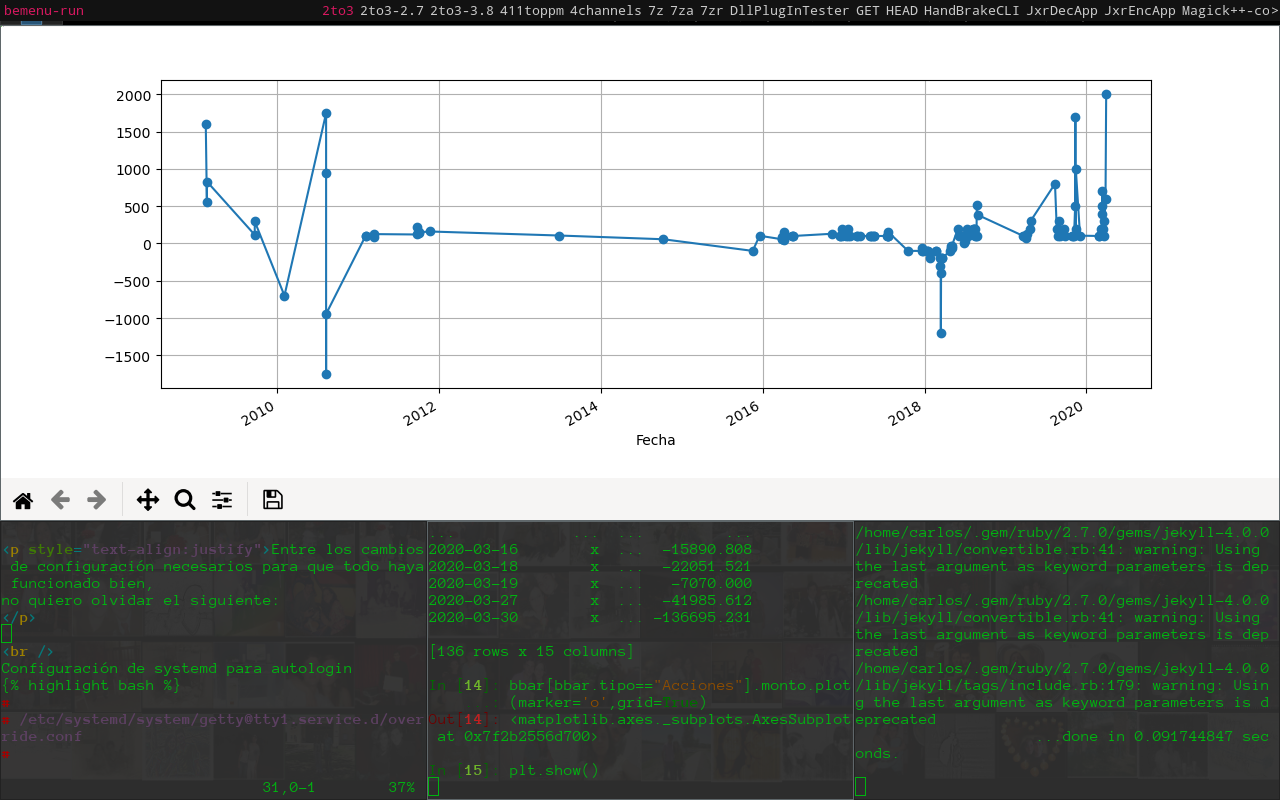 bemenu-run 2to3 2to3-2.7 2to3-3.8 411toppm 4channels 7z 7za 7zr DllPlugInTester GET HEAD HandBrakeCLI JxrDecApp JxrEncApp Magick++-co>
2000
1500
1000
500
0
−500
−1000
−1500
2010 2012 2014 2016 2018 2020
Fecha
<p style="text-align:justify">Entre los cambios
de configuración necesarios para que todo haya
funcionado bien,
no quiero olvidar el siguiente:
</p>
<br />
Configuración de systemd para autologin
{% highlight bash %}
/etc/systemd/system/getty@tty1.service.d/over
ride.conf
31,0-1 37%
... ... ... ...
2020-03-16 x ... -15890.808
2020-03-18 x ... -22051.521
2020-03-19 x ... -7070.000
2020-03-27 x ... -41985.612
2020-03-30 x ... -136695.231
[136 rows x 15 columns]
In [14]: bbar[bbar.tipo=="Acciones"].monto.plot
...: (marker='o',grid=True)
Out[14]: <matplotlib.axes._subplots.AxesSubplot
at 0x7f2b2556d700>
In [15]: plt.show()
/home/carlos/.gem/ruby/2.7.0/gems/jekyll-4.0.0
/lib/jekyll/convertible.rb:41: warning: Using
the last argument as keyword parameters is dep
recated
/home/carlos/.gem/ruby/2.7.0/gems/jekyll-4.0.0
/lib/jekyll/convertible.rb:41: warning: Using
the last argument as keyword parameters is dep
recated
/home/carlos/.gem/ruby/2.7.0/gems/jekyll-4.0.0
/lib/jekyll/tags/include.rb:179: warning: Usin
g the last argument as keyword parameters is d
eprecated
...done in 0.091744847 sec
onds.